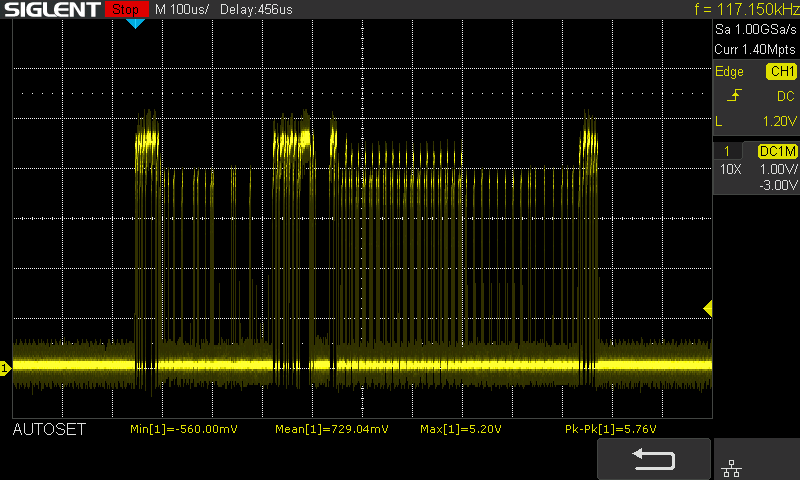 SIGLENT Stop M 100us/ Delay:456us f = 117.150kHz
Sa 1.00GSa/s
Curr 1.40Mpts
Edge CH1
DC
L 1.20V
1 DC1M
10X 1.00V/
-3.00V
1
AUTOSET Min[1]=-560.00mV Mean[1]=729.04mV Max[1]=5.20V Pk-Pk[1]=5.76V